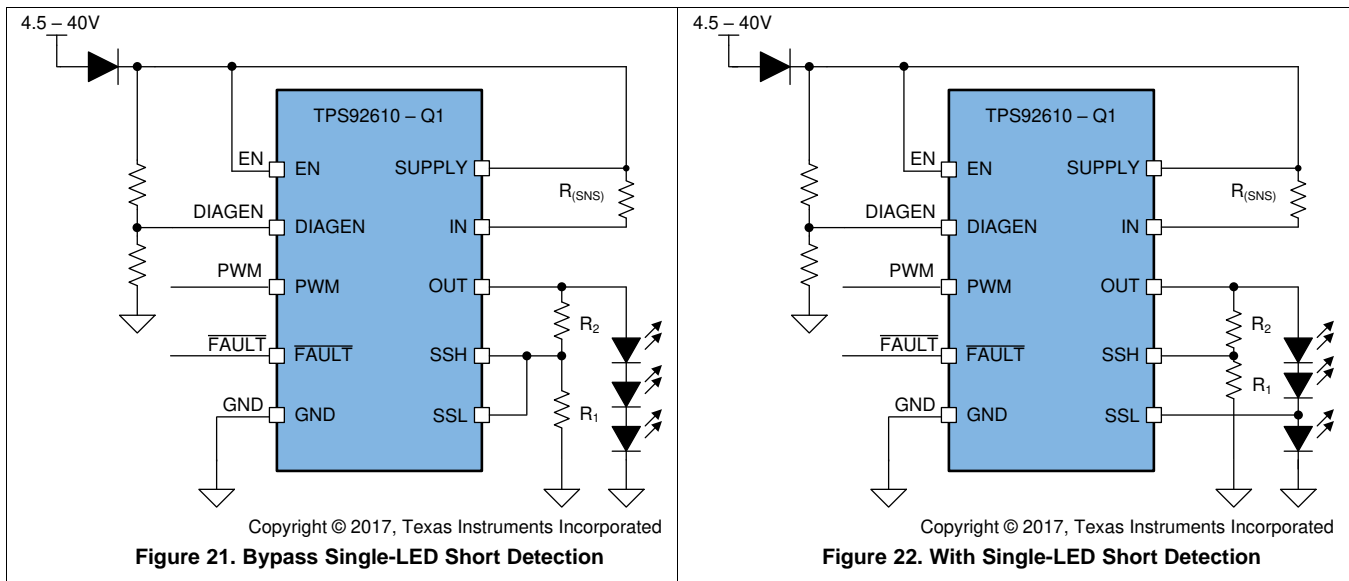 4.5 – 40V
TPS92610 – Q1
EN
EN
SUPPLY
R(SNS)
DIAGEN
DIAGEN
IN
PWM
PWM
OUT
R2
FAULT
FAULT
SSH
R1
GND
GND
SSL
Copyright © 2017, Texas Instruments Incorporated
Figure 21. Bypass Single-LED Short Detection
4.5 – 40V
TPS92610 – Q1
EN
EN
SUPPLY
R(SNS)
DIAGEN
DIAGEN
IN
PWM
PWM
OUT
R2
FAULT
FAULT
SSH
R1
GND
GND
SSL
Copyright © 2017, Texas Instruments Incorporated
Figure 22. With Single-LED Short Detection